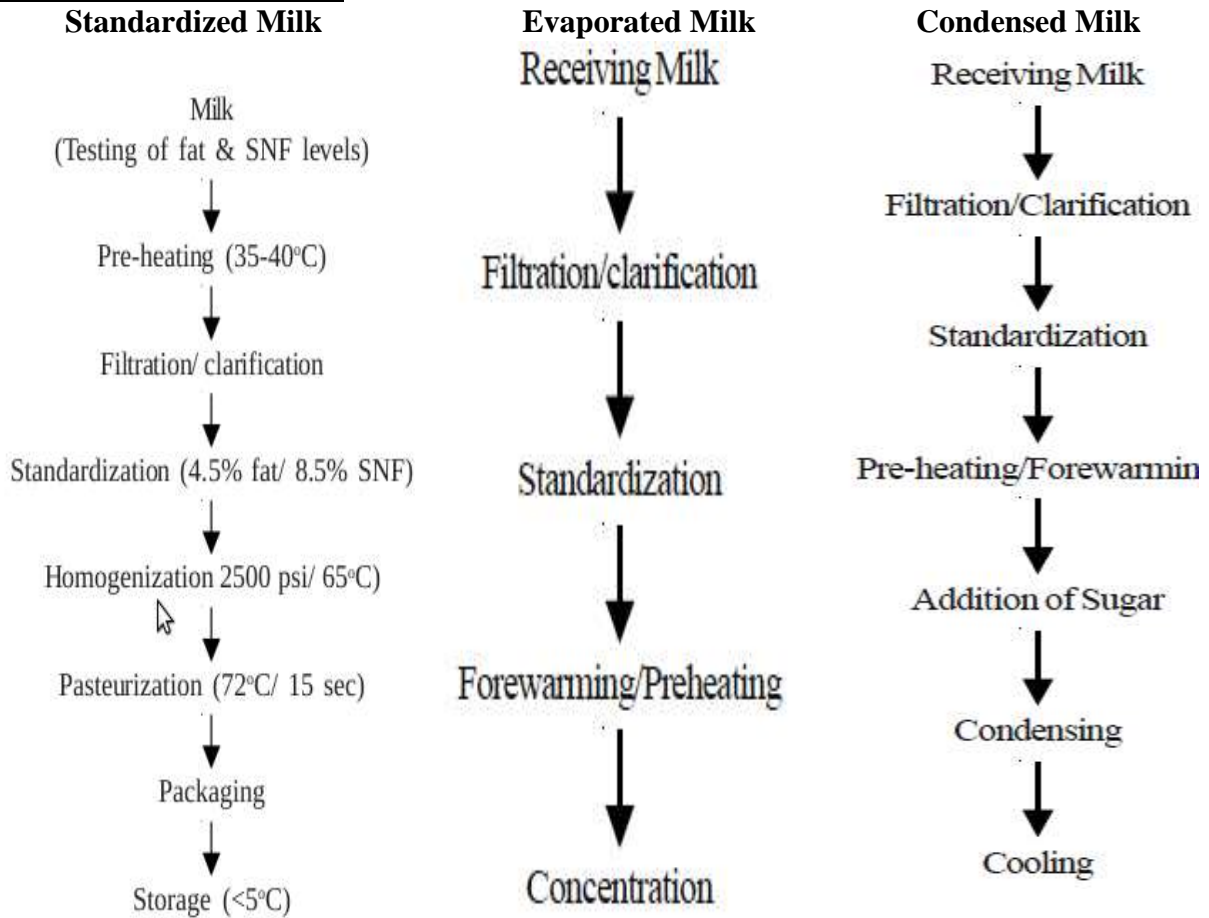 Standardized Milk
Milk
(Testing of fat & SNF levels)
Pre-heating (35-40°C)
Filtration/ clarification
Standardization (4.5% fat/ 8.5% SNF)
Homogenization 2500 psi/ 65°C)
Pasteurization (72°C/ 15 sec)
Packaging
Storage (<5°C)
Evaporated Milk
Receiving Milk
Filtration/clarification
Standardization
Forewarming/Preheating
Concentration
Condensed Milk
Receiving Milk
Filtration/Clarification
Standardization
Pre-heating/Forewarmin
Addition of Sugar
Condensing
Cooling